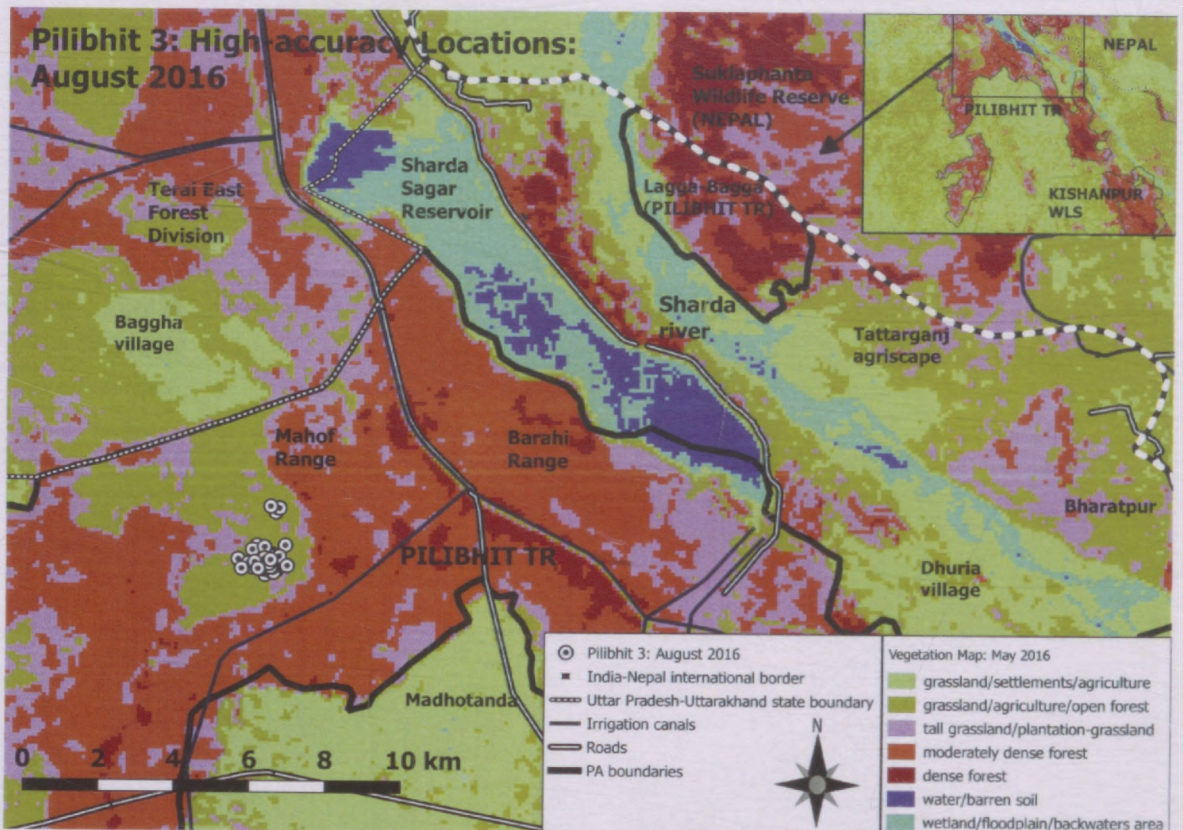 Pilibhit 3: High-accuracy Locations:
August 2016
Suklaphanta
Wildlife Reserve
(NEPAL)
NEPAL
PILIBHIT TR
KISHANPUR
WLS
Sharda
Sagar
Reservoir
Lagga-Bagga
(PILIBHIT TR)
Terai East
Forest
Division
Baggha
village
Sharda
river
Tattarganj
agriscape
Mahof
Range
Barahi
Range
Bharatpur
PILIBHIT TR
Dhuria
village
Madhotanda
0 2 4 6 8 10 km
Pilibhit 3: August 2016
India-Nepal international border
Uttar Pradesh-Uttarakhand state boundary
Irrigation canals
Roads
PA boundaries
N
Vegetation Map: May 2016
grassland/settlements/agriculture
grassland/agriculture/open forest
tall grassland/plantation-grassland
moderately dense forest
dense forest
water/barren soil
wetland/floodplain/backwaters area